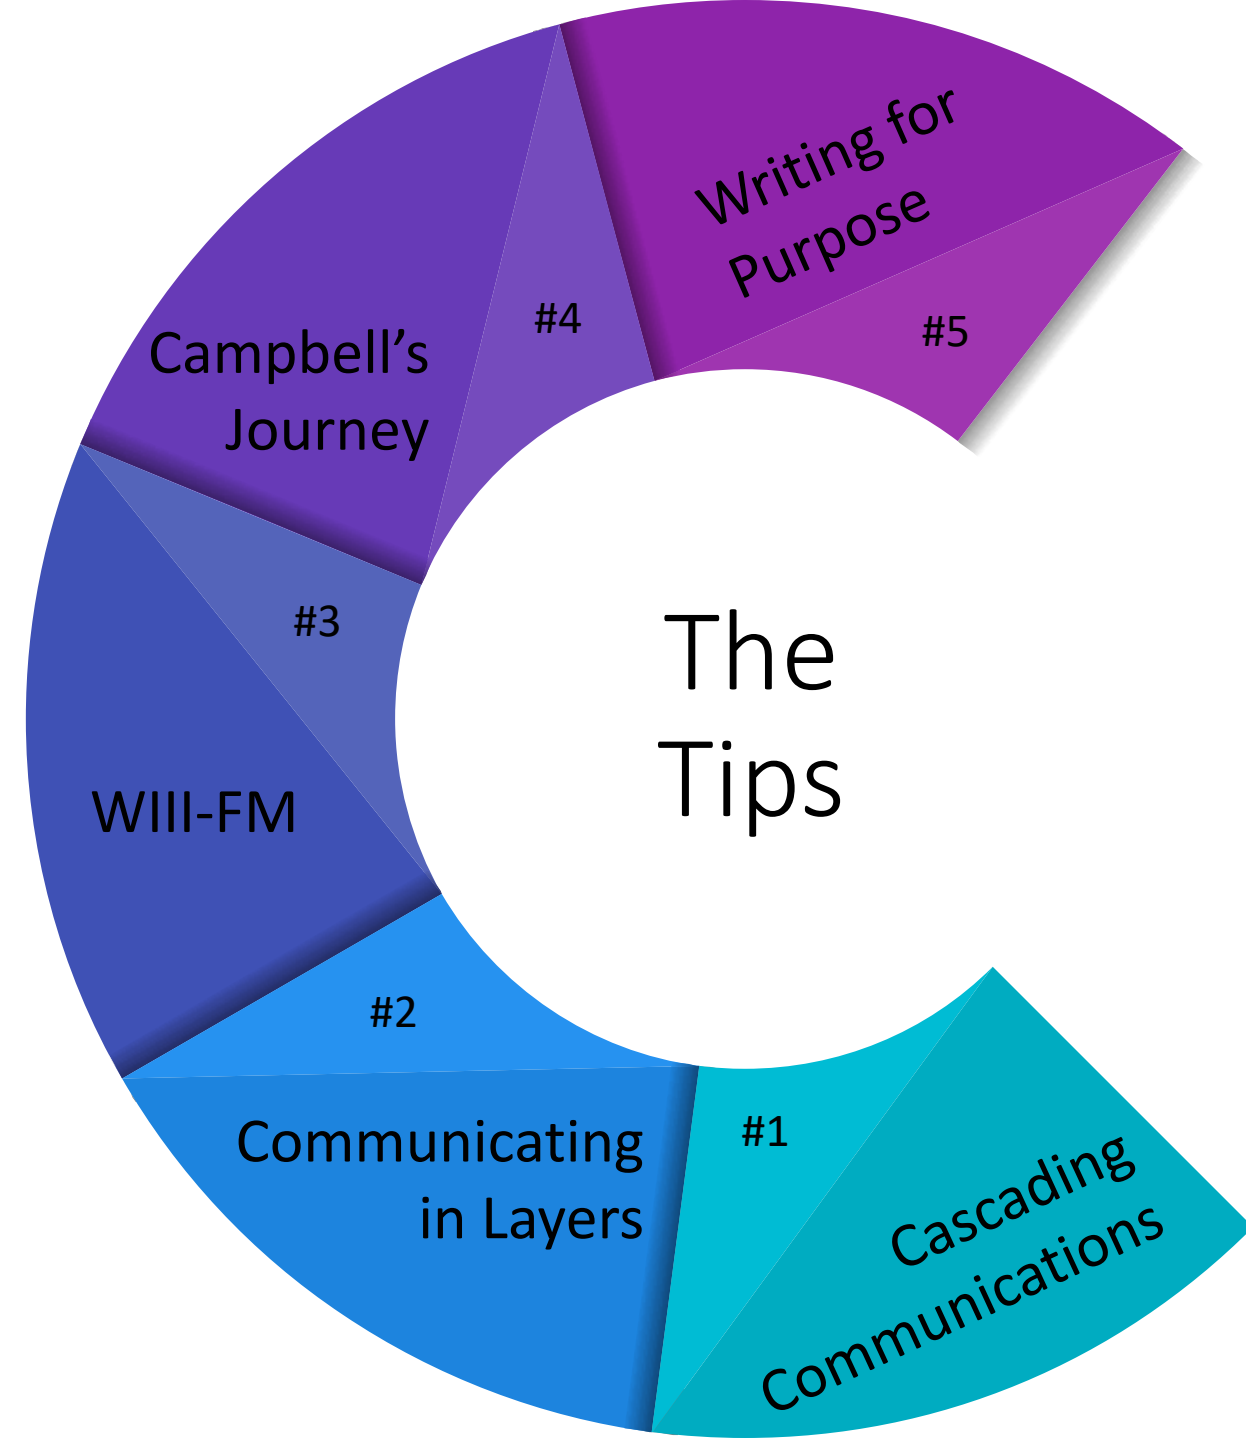 The
Tips
#1
Cascading
Communications
#2
Communicating
in Layers
#3
WIII-FM
#4
Campbell’s
Journey
#5
Writing for
Purpose